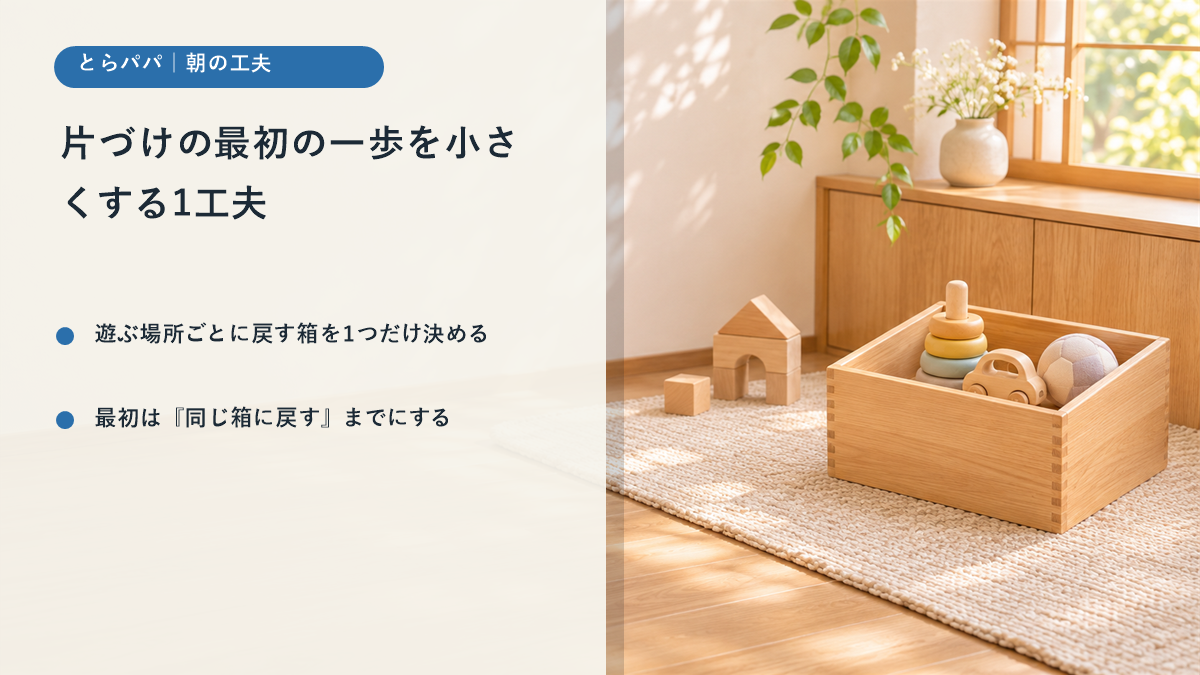 とらパパ｜朝の工夫
片づけの最初の一歩を小さ
くする1工夫
遊ぶ場所ごとに戻す箱を1つだけ決める
最初は『同じ箱に戻す』までにする